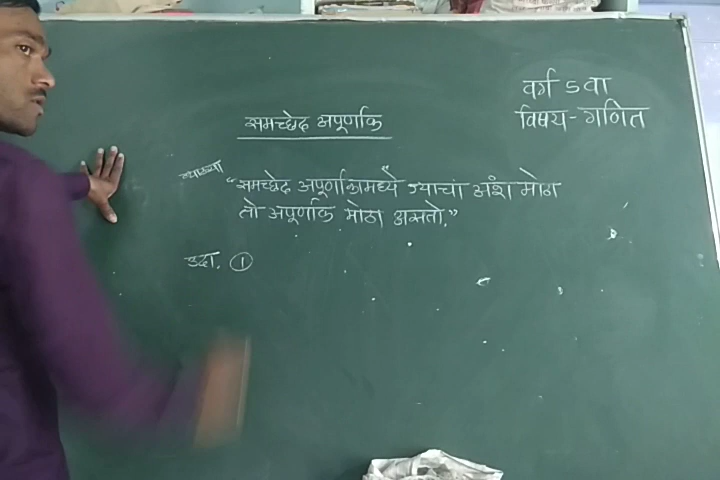 वर्ग ५वा
विषय - गणित
समच्छेद अपूर्णांक
व्याख्या
"समच्छेद अपूर्णांकामध्ये ज्याचा अंश मोठा
तो अपूर्णांक मोठा असतो."
उदा. ①